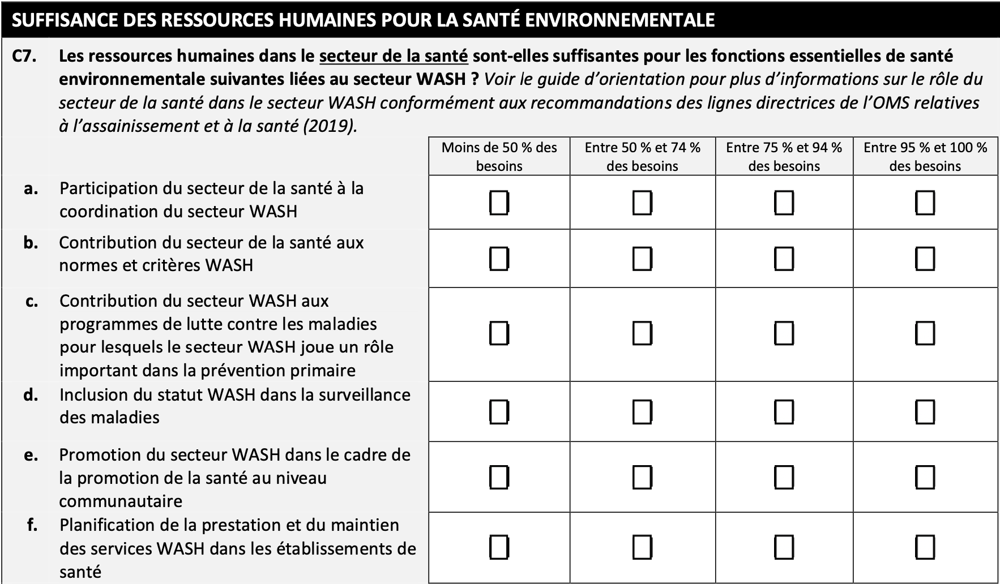 SUFFISANCE DES RESSOURCES HUMAINES POUR LA SANTÉ ENVIRONNEMENTALE
C7. Les ressources humaines dans le secteur de la santé sont-elles suffisantes pour les fonctions essentielles de santé
environnementale suivantes liées au secteur WASH ? Voir le guide d’orientation pour plus d’informations sur le rôle du
secteur de la santé dans le secteur WASH conformément aux recommandations des lignes directrices de l’OMS relatives
à l’assainissement et à la santé (2019).
Moins de 50 % des
besoins
Entre 50 % et 74 %
des besoins
Entre 75 % et 94 %
des besoins
Entre 95 % et 100 %
des besoins
a. Participation du secteur de la santé à la
coordination du secteur WASH
b. Contribution du secteur de la santé aux
normes et critères WASH
c. Contribution du secteur WASH aux
programmes de lutte contre les maladies
pour lesquels le secteur WASH joue un rôle
important dans la prévention primaire
d. Inclusion du statut WASH dans la surveillance
des maladies
e. Promotion du secteur WASH dans le cadre de
la promotion de la santé au niveau
communautaire
f. Planification de la prestation et du maintien
des services WASH dans les établissements de
santé